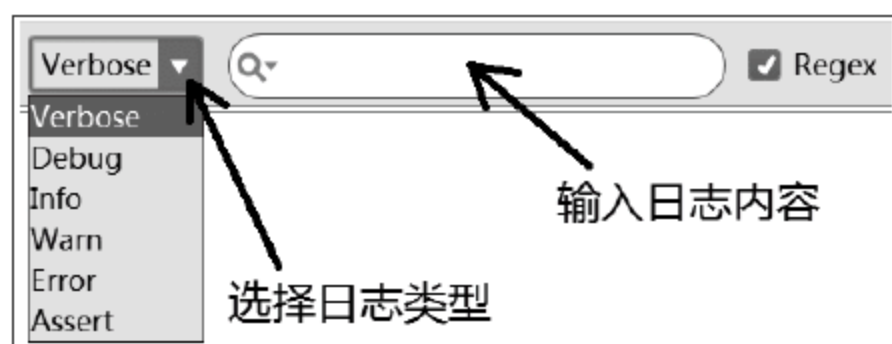 Verbose Regex
Verbose
Debug
Info
Warn
Error
Assert
输入日志内容
选择日志类型